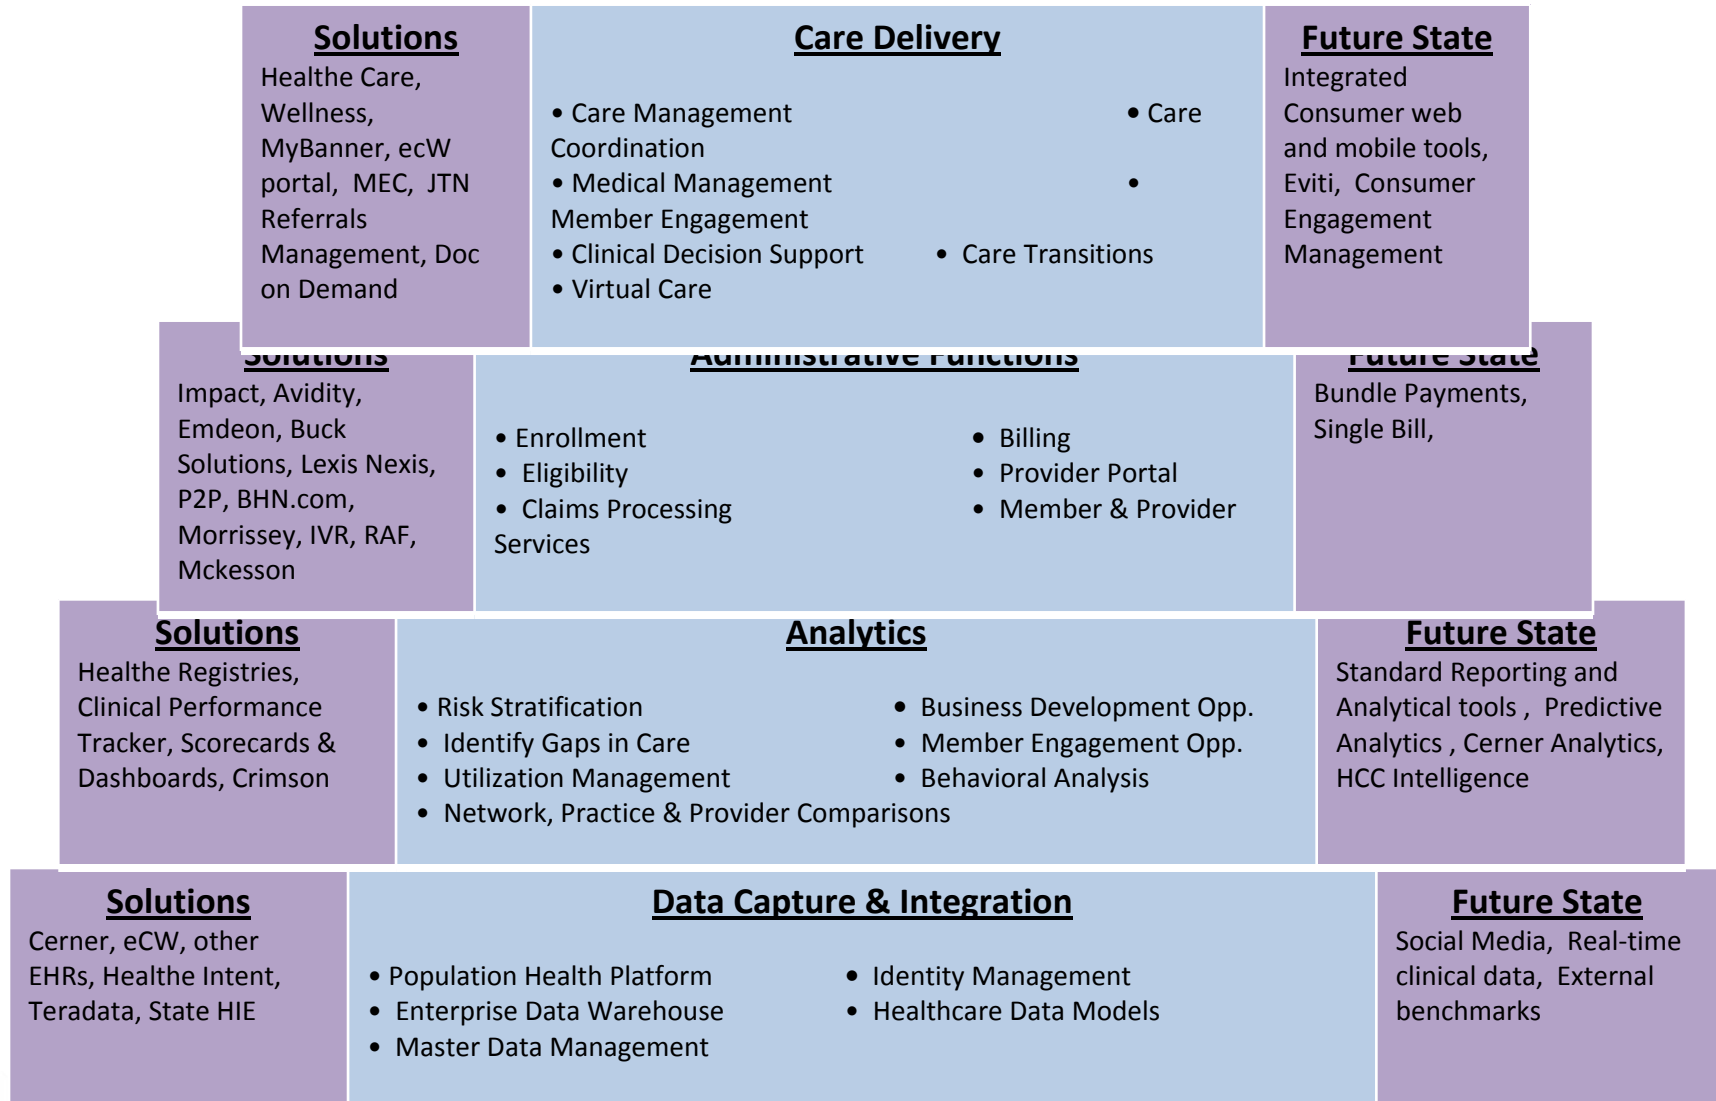 Solutions
Healthe Care,
Wellness,
MyBanner, ecW
portal, MEC, JTN
Referrals
Management, Doc
on Demand
Care Delivery
• Care Management • Care
Coordination
• Medical Management •
Member Engagement
• Clinical Decision Support • Care Transitions
• Virtual Care
Future State
Integrated
Consumer web
and mobile tools,
Eviti, Consumer
Engagement
Management
Solutions
Impact, Avidity,
Emdeon, Buck
Solutions, Lexis Nexis,
P2P, BHN.com,
Morrissey, IVR, RAF,
Mckesson
Administrative Functions
• Enrollment • Billing
• Eligibility • Provider Portal
• Claims Processing • Member & Provider
Services
Future State
Bundle Payments,
Single Bill,
Solutions
Healthe Registries,
Clinical Performance
Tracker, Scorecards &
Dashboards, Crimson
Analytics
• Risk Stratification • Business Development Opp.
• Identify Gaps in Care • Member Engagement Opp.
• Utilization Management • Behavioral Analysis
• Network, Practice & Provider Comparisons
Future State
Standard Reporting and
Analytical tools , Predictive
Analytics , Cerner Analytics,
HCC Intelligence
Solutions
Cerner, eCW, other
EHRs, Healthe Intent,
Teradata, State HIE
Data Capture & Integration
• Population Health Platform • Identity Management
• Enterprise Data Warehouse • Healthcare Data Models
• Master Data Management
Future State
Social Media, Real-time
clinical data, External
benchmarks